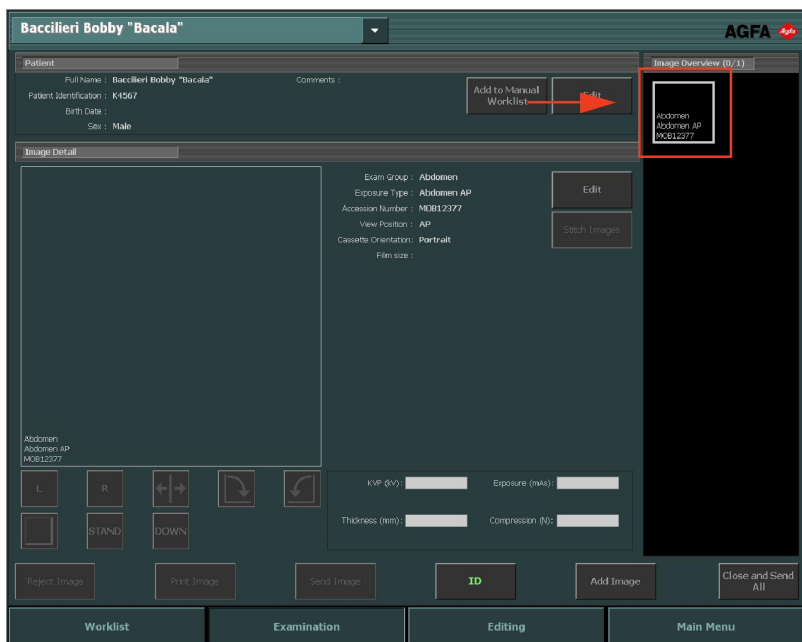 Baccilieri Bobby "Bacala"
AGFA Agfa
Patient
Full Name : Baccilieri Bobby "Bacala"
Comments :
Patient Identification : K4567
Birth Date :
Sex : Male
Add to Manual
Worklist
Edit
Image Overview (0/1)
Abdomen
Abdomen AP
MOB12377
Image Detail
Exam Group : Abdomen
Exposure Type : Abdomen AP
Accession Number : MOB12377
View Position : AP
Cassette Orientation: Portrait
Film size :
Edit
Stitch Images
Abdomen
Abdomen AP
MOB12377
L
R
STAND
DOWN
KVP (kV):
Exposure (mAs):
Thickness (mm):
Compression (N):
Reject Image
Print Image
Send Image
ID
Add Image
Close and Send
All
Worklist
Examination
Editing
Main Menu